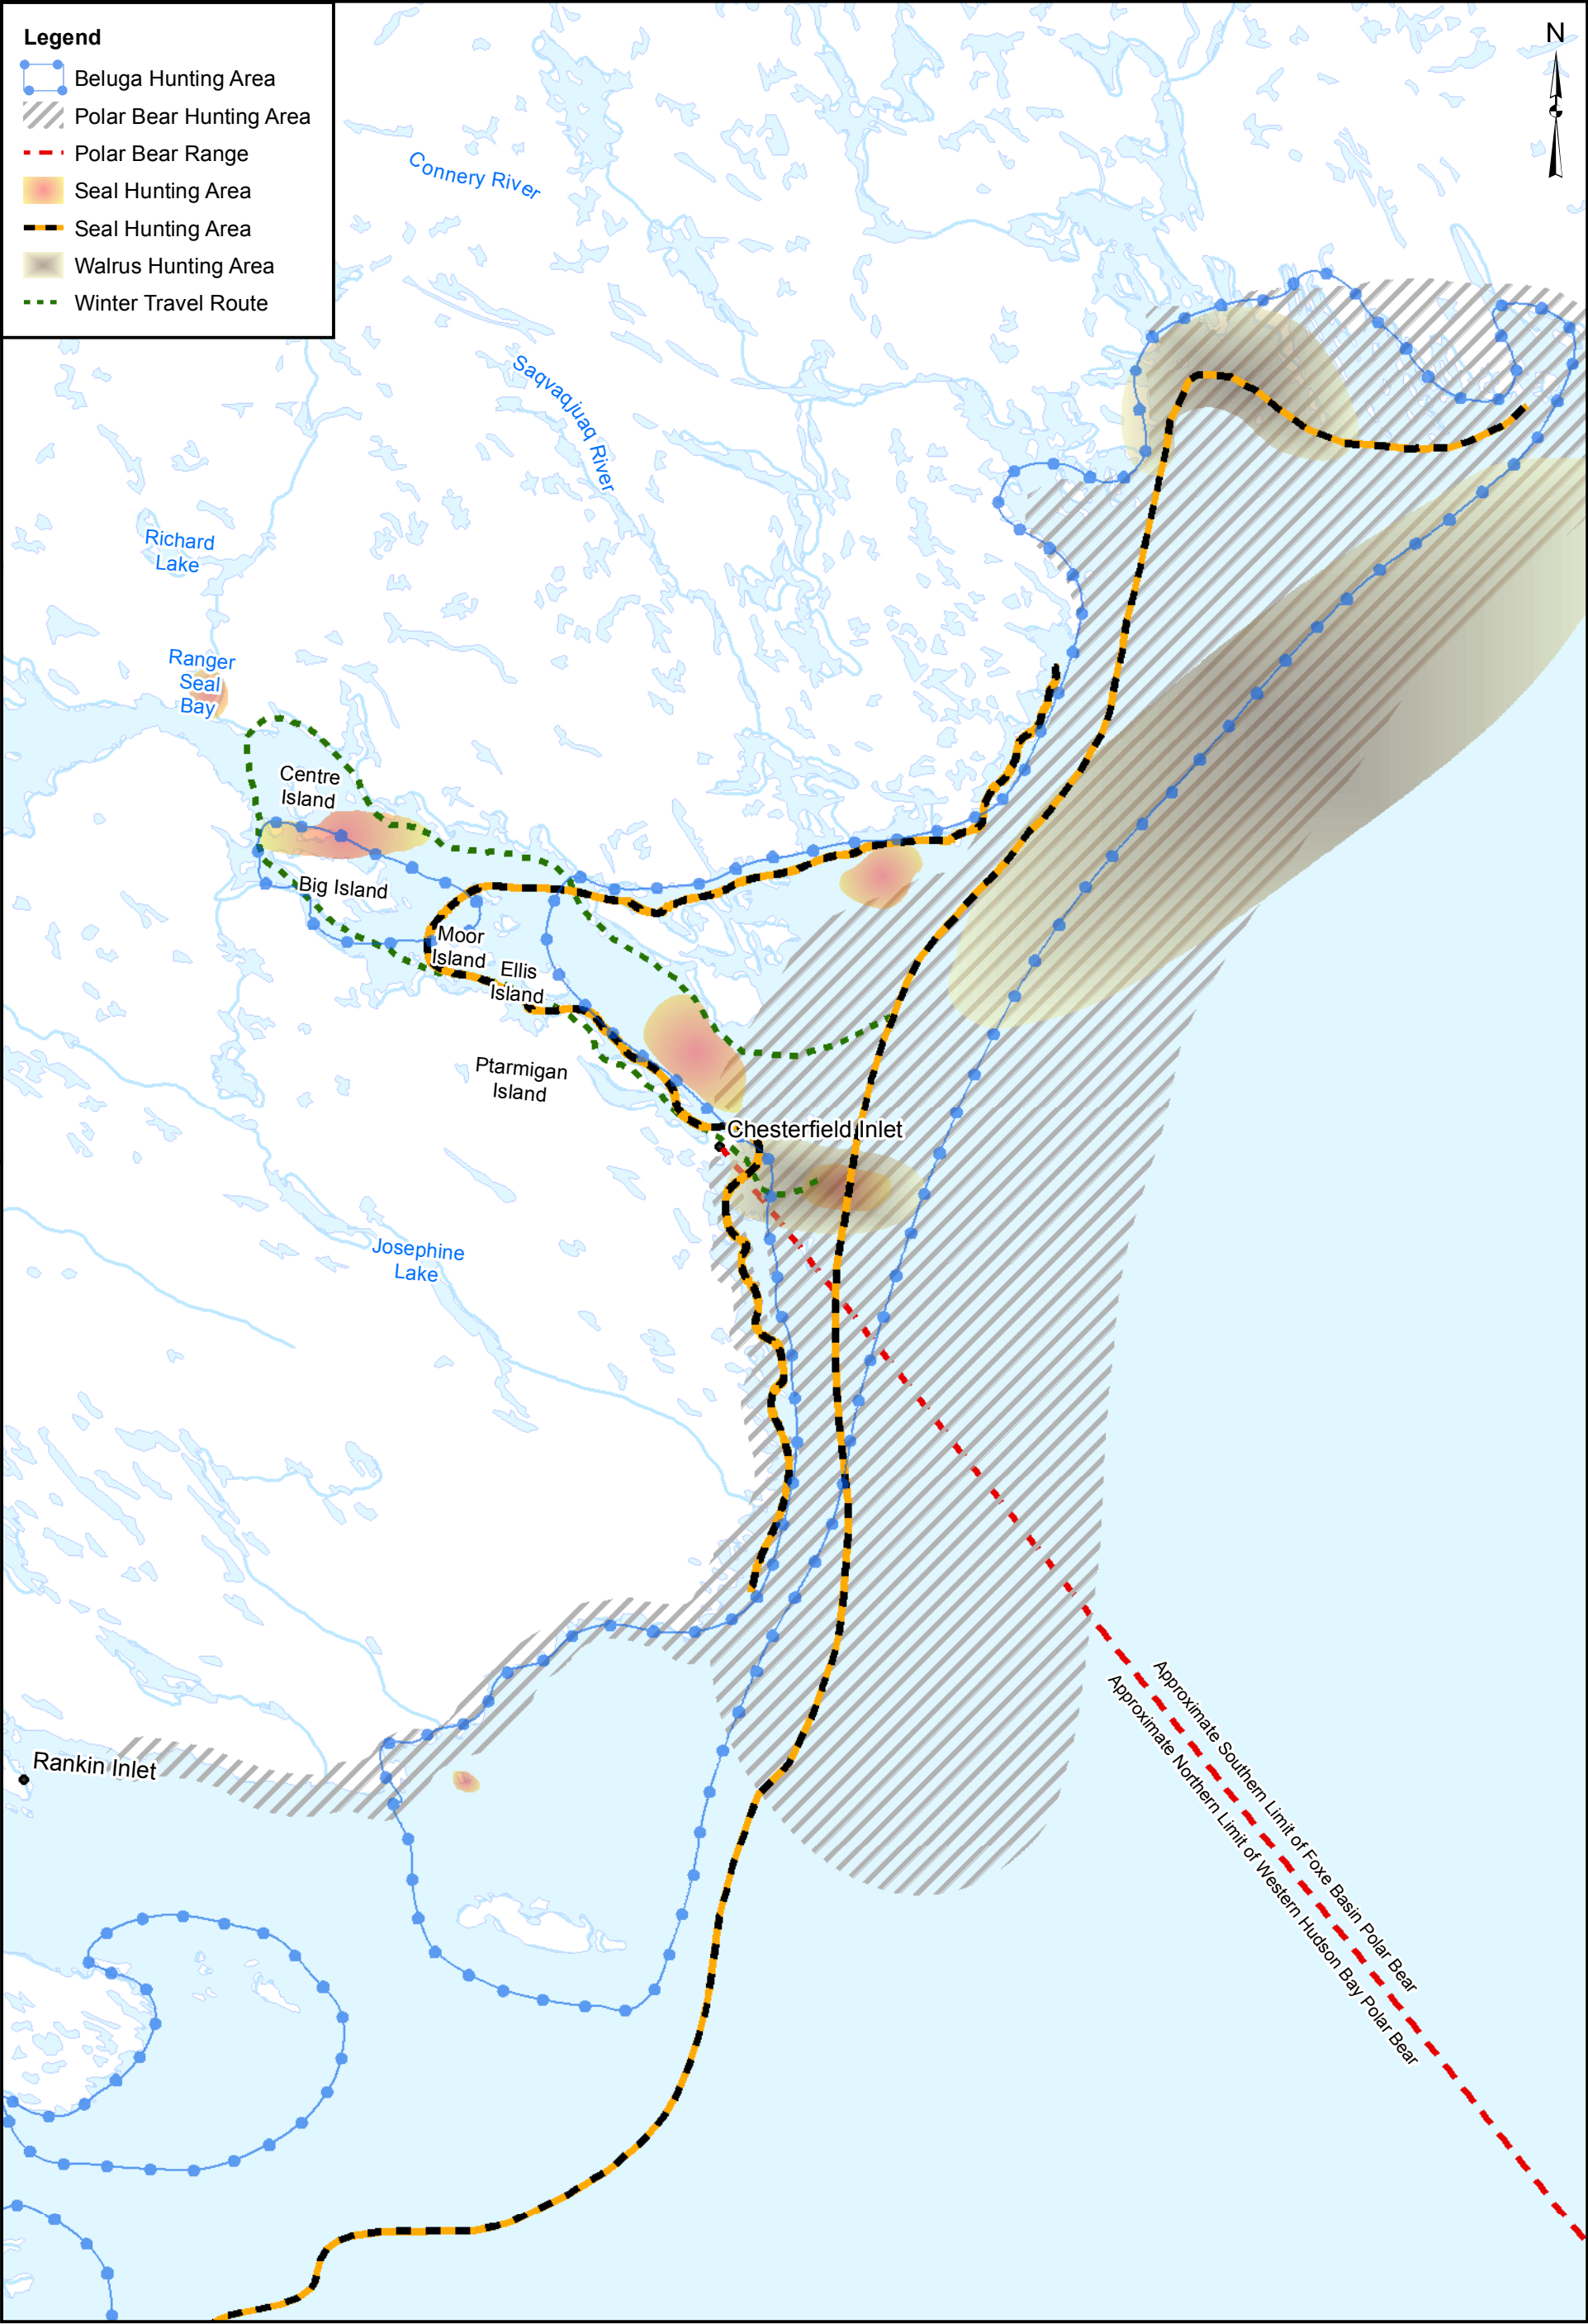 Legend
Beluga Hunting Area
Polar Bear Hunting Area
Polar Bear Range
Seal Hunting Area
Seal Hunting Area
Walrus Hunting Area
Winter Travel Route
N
Connery River
Saqvaqjuaq River
Richard
Lake
Ranger
Seal
Bay
Centre
Island
Big Island
Moor
Island
Ellis
Island
Ptarmigan
Island
Chesterfield Inlet
Josephine
Lake
Rankin Inlet
Approximate Southern Limit of Foxe Basin Polar Bear
Approximate Northern Limit of Western Hudson Bay Polar Bear